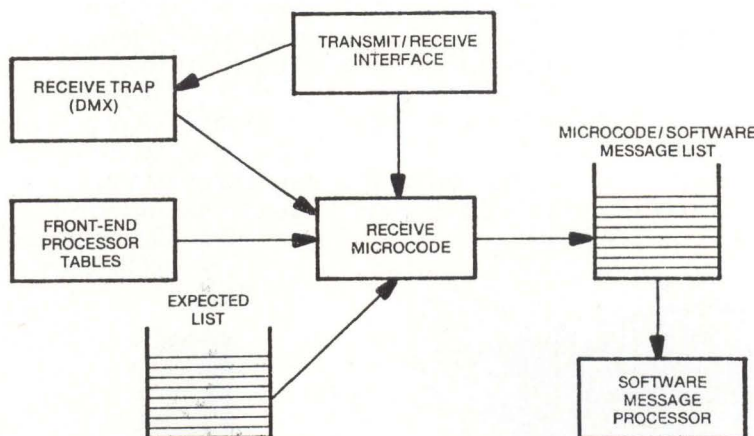 TRANSMIT/RECEIVE
INTERFACE
RECEIVE TRAP
(DMX)
MICROCODE/SOFTWARE
MESSAGE LIST
FRONT-END
PROCESSOR
TABLES
RECEIVE
MICROCODE
EXPECTED
LIST
SOFTWARE
MESSAGE
PROCESSOR